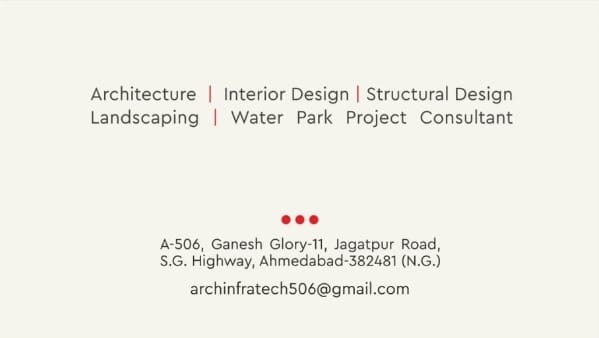 Architecture | Interior Design | Structural Design
Landscaping | Water Park Project Consultant
A-506, Ganesh Glory-11, Jagatpur Road,
S.G. Highway, Ahmedabad-382481 (N.G.)
archinfratech506@gmail.com